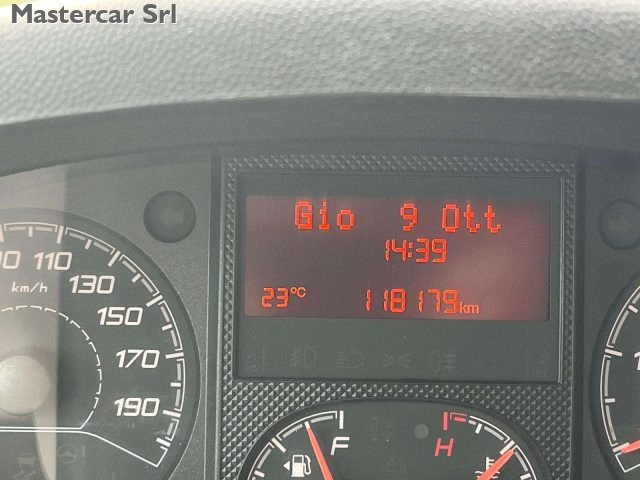 Mastercar Srl
Gio 9 Ott
14:39
23°C 118179km
110
130
150
170
190
km/h
F
H